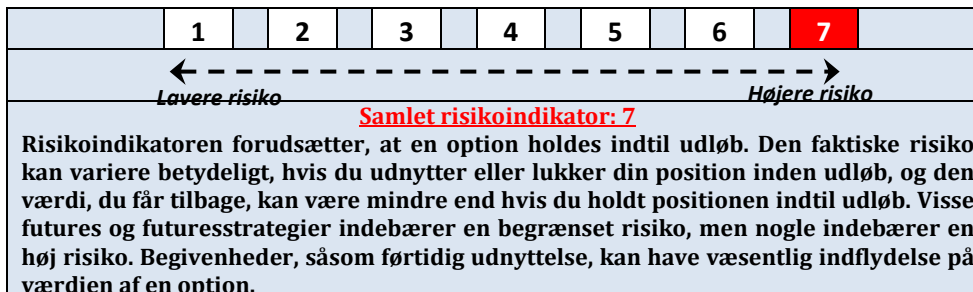 1 2 3 4 5 6 7
Lavere risiko Højere risiko
Samlet risikoindikator: 7
Risikoindikatoren forudsætter, at en option holdes indtil udløb. Den faktiske risiko
kan variere betydeligt, hvis du udnytter eller lukker din position inden udløb, og den
værdi, du får tilbage, kan være mindre end hvis du holdt positionen indtil udløb. Visse
futures og futuresstrategier indebærer en begrænset risiko, men nogle indebærer en
høj risiko. Begivenheder, såsom førtidig udnyttelse, kan have væsentlig indflydelse på
værdien af en option.